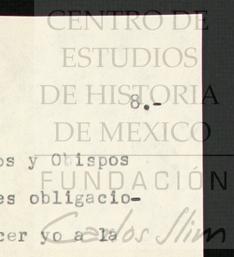 CENTRO DE
ESTUDIOS
DE HISTORIA
8.-
DE MEXICO
os y Obispos
FUNDACIÓN
es obligacio-
Carlos Slim
cer yo a la